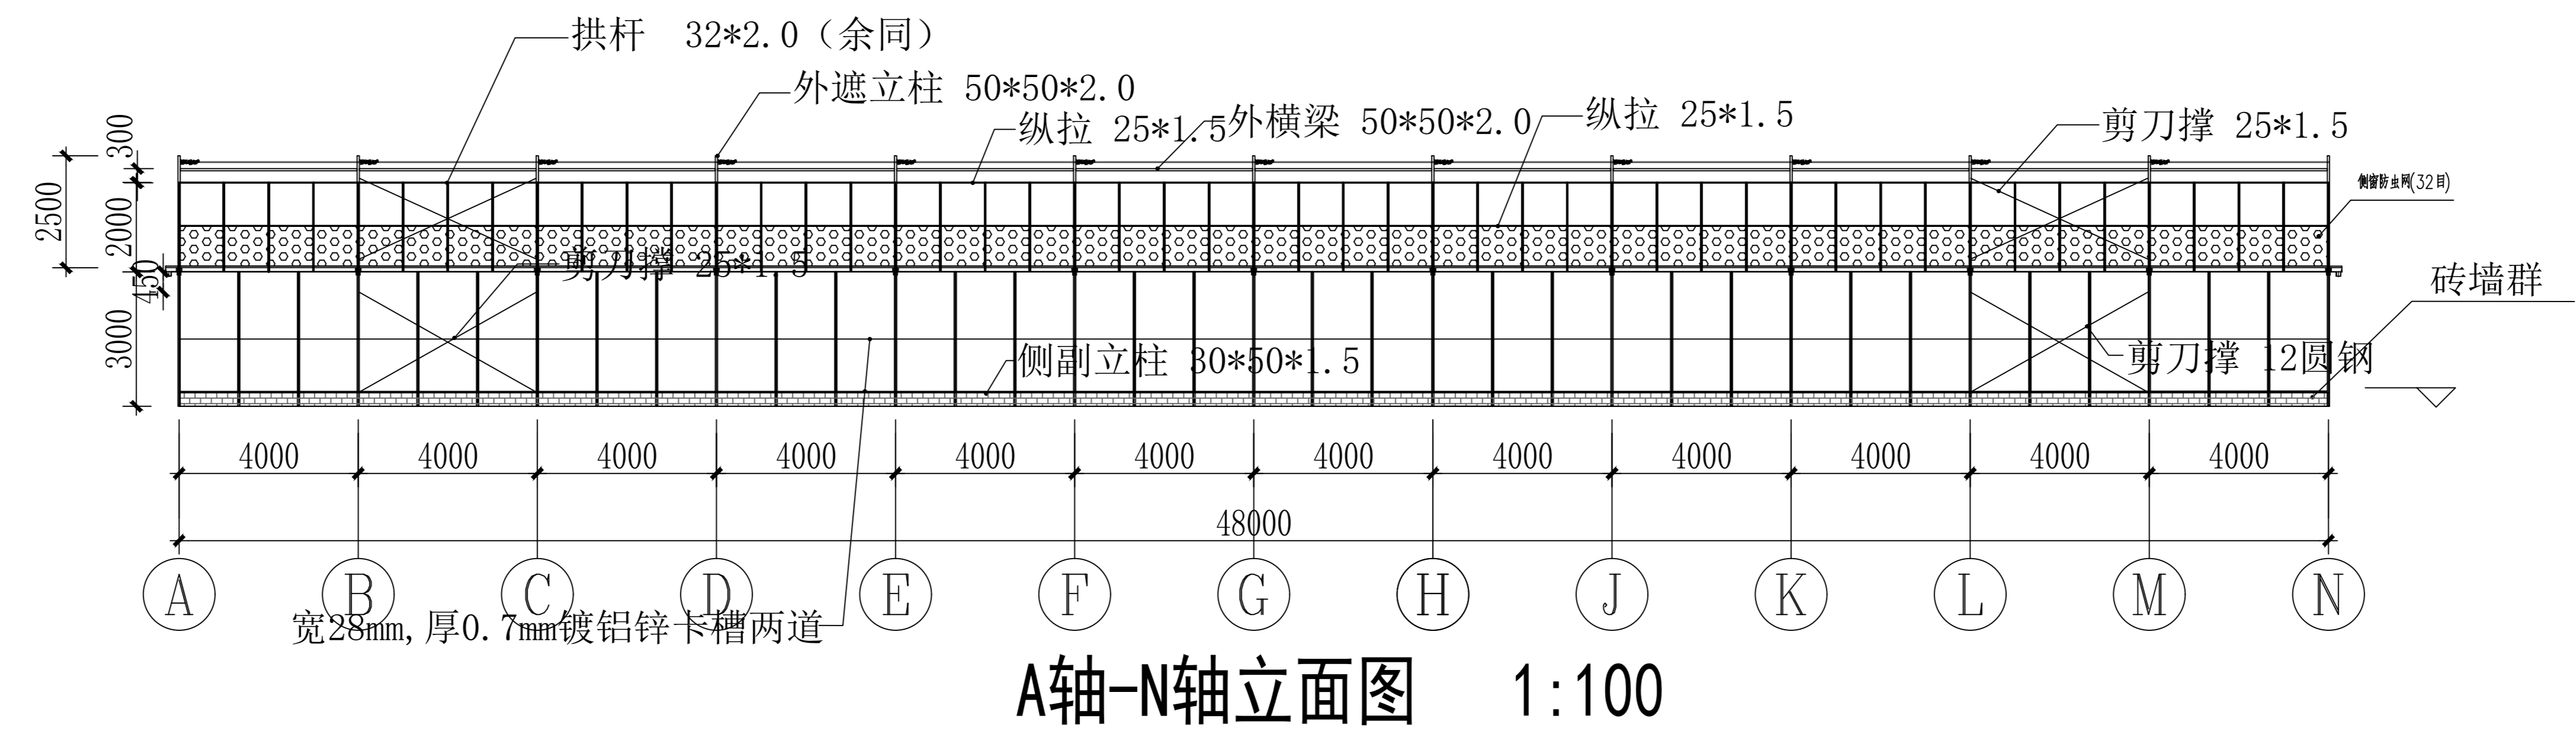 拱杆 32*2.0（余同）
外遮立柱 50*50*2.0
纵拉 25*1.5
外横梁 50*50*2.0
纵拉 25*1.5
剪刀撑 25*1.5
侧窗防虫网(32目)
300
2500
2000
450
3000
剪刀撑 25*1.5
砖墙群
侧副立柱 30*50*1.5
剪刀撑 12圆钢
4000 4000 4000 4000 4000 4000 4000 4000 4000 4000 4000 4000
48000
A B C D E F G H J K L M N
宽28mm,厚0.7mm镀铝锌卡槽两道
A轴-N轴立面图 1:100